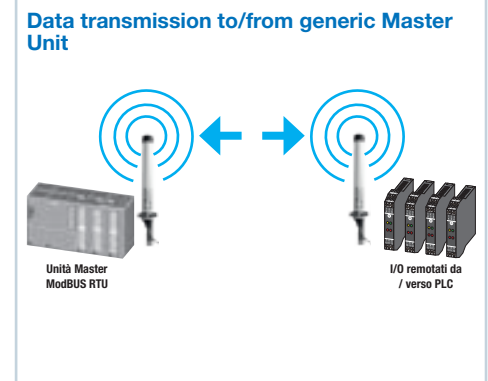 Data transmission to/from generic Master
Unit
Unità Master
ModBUS RTU
I/O remotati da
/ verso PLC